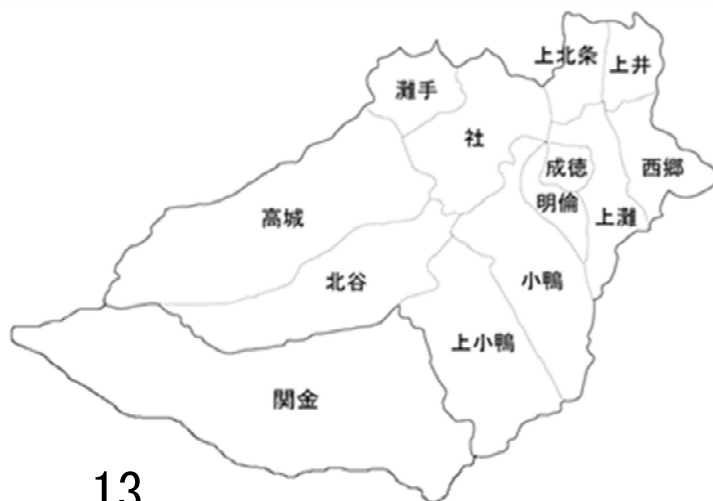 上北条
上井
灘手
社
成徳
西郷
明倫
高城
上灘
北谷
小鴨
上小鴨
関金
13